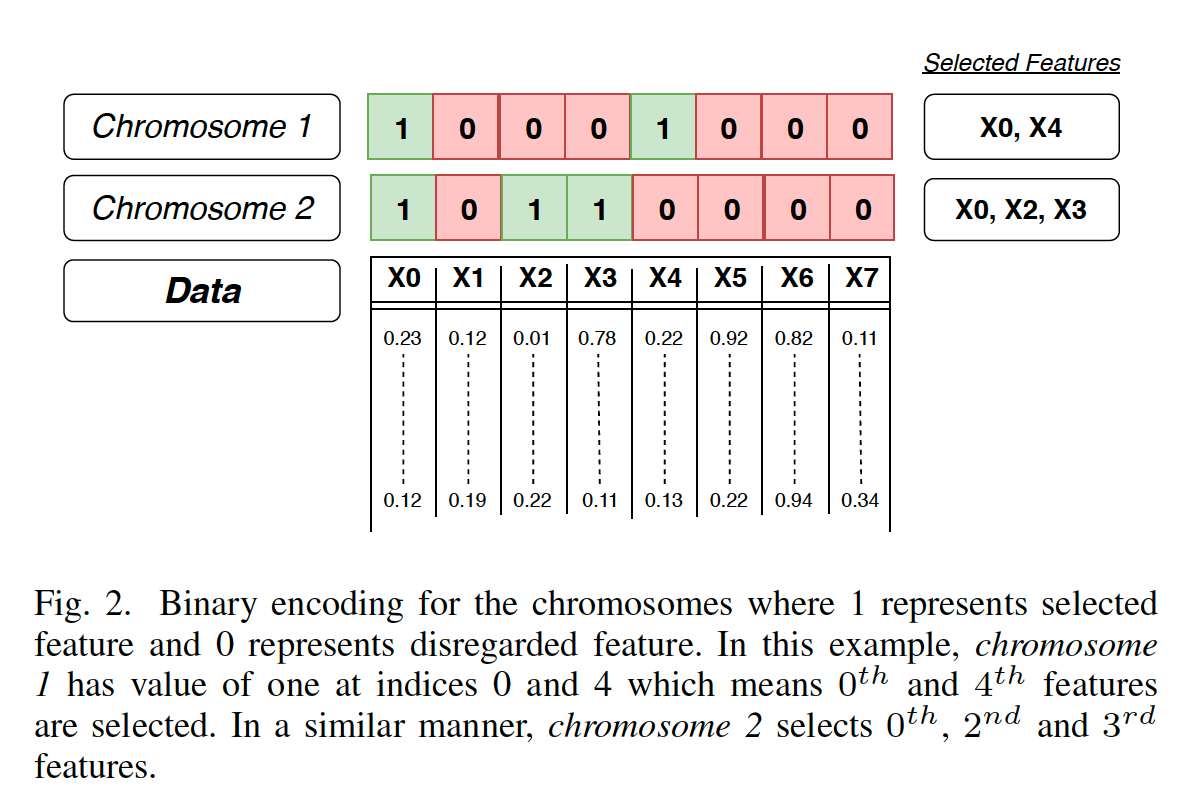 Selected Features
Chromosome 1 1 0 0 0 1 0 0 0 X0, X4
Chromosome 2 1 0 1 1 0 0 0 0 X0, X2, X3
Data X0 X1 X2 X3 X4 X5 X6 X7
0.23 0.12 0.01 0.78 0.22 0.92 0.82 0.11
0.12 0.19 0.22 0.11 0.13 0.22 0.94 0.34
Fig. 2. Binary encoding for the chromosomes where 1 represents selected
feature and 0 represents disregarded feature. In this example, chromosome
1 has value of one at indices 0 and 4 which means 0th and 4th features
are selected. In a similar manner, chromosome 2 selects 0th, 2nd and 3rd
features.